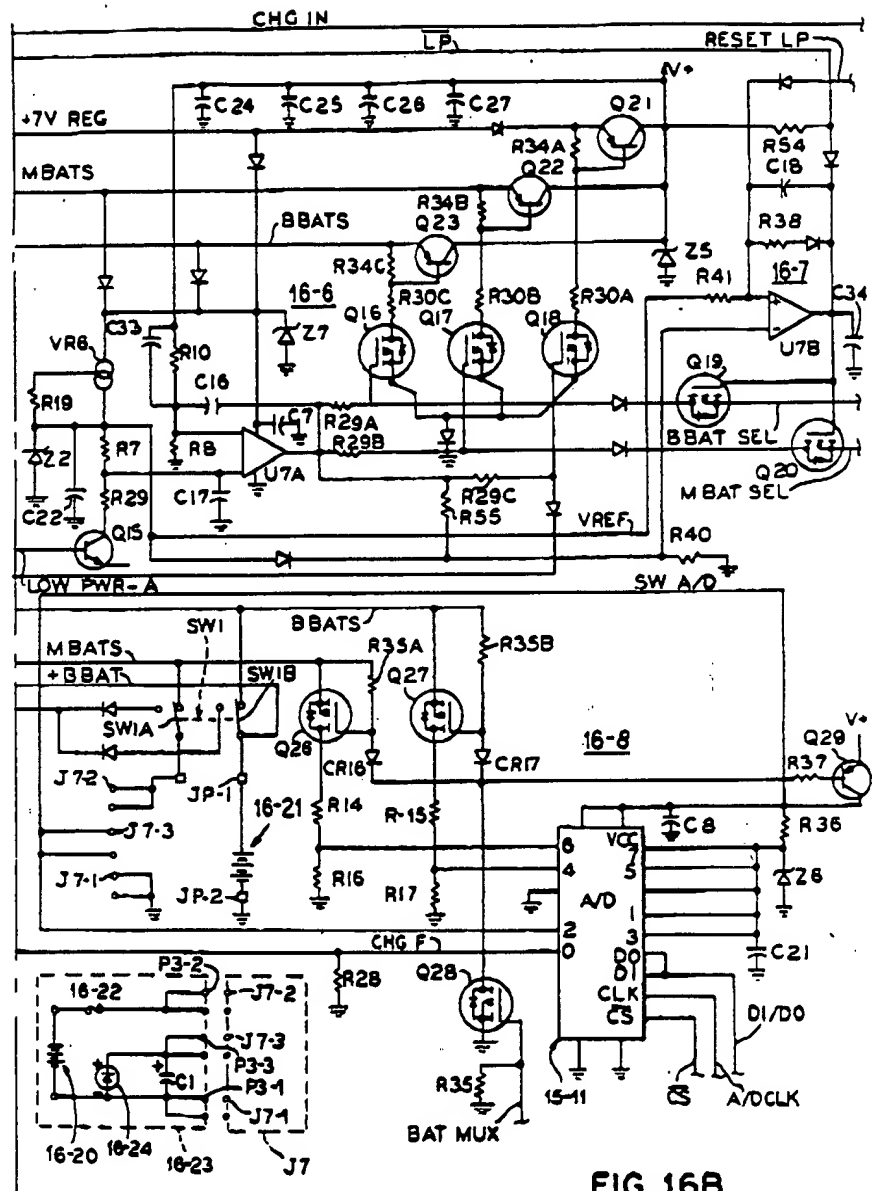 CHG IN
LP
RESET LP
V+
C24
C25
C26
C27
Q21
+7V REG
R34A
R54
Q22
C18
MBATS
R34B
Q23
BBATS
R38
R34C
Z5
16-6
R41
16-7
C33
R30C
R30B
R30A
C34
Q16
Q17
Q18
VR6
Z7
R10
U7B
Q19
C16
R19
C7
R29A
BBAT SEL
R7
R8
R29B
Z2
U7A
Q20
R29C
MBAT SEL
C17
R29
R55
C22
VREF
R40
Q15
LOW PWR-A
SW A/D
SW1
BBATS
R35A
R35B
MBATS
SW1B
Q27
+BBAT
V+
SW1A
16-8
Q29
Q26
CR16
CR17
R37
J7-2
JP-1
16-21
R14
R-15
C8
R36
J7-3
6
VCC
7
R16
4
5
Z6
J7-1
R17
A/D
JP-2
1
2
3
CHG F
0
D0
C21
P3-2
R28
Q28
DI
16-22
J7-2
CLK
DI/DO
CS
J7-3
P3-3
C1
P3-1
R35
15-11
J7-1
CS
A/DCLK
BAT MUX
16-20
16-24
16-23
J7
FIG. 16B